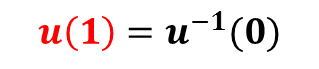 u(1) = u⁻¹(0)